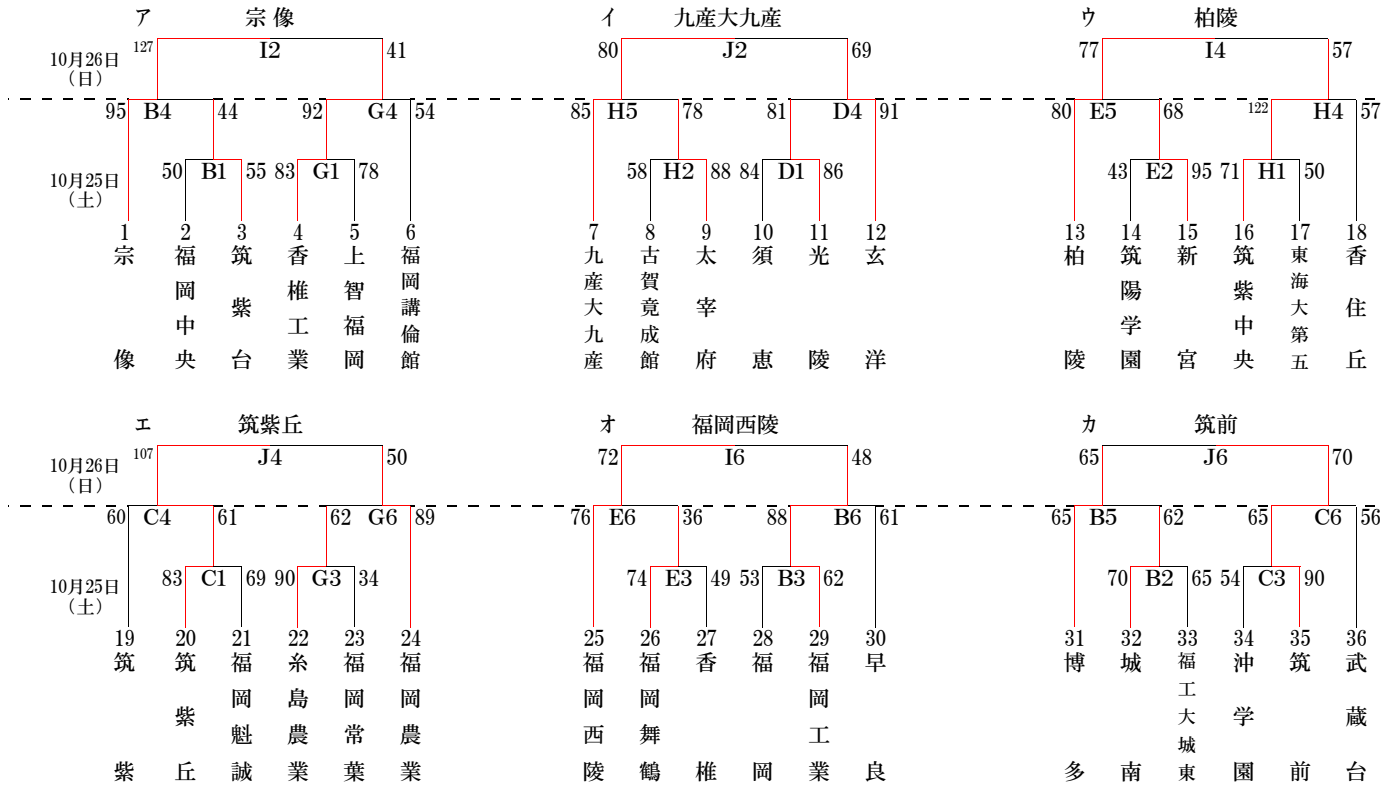 ア 宗像 イ 九産大九産 ウ 柏陵
10月26日
（日）
127 I2 41 80 J2 69 77 I4 57
95 B4 44 92 G4 54 85 H5 78 81 D4 91 80 E5 68 122 H4 57
10月25日
（土）
50 B1 55 83 G1 78 58 H2 88 84 D1 86 43 E2 95 71 H1 50
1 2 3 4 5 6 7 8 9 10 11 12 13 14 15 16 17 18
宗像
福岡中央
筑紫台
香椎工業
上智福岡
福岡講倫館
九産大九産
古賀竟成館
太宰府
須恵
光陵
玄洋
柏陵
筑陽学園
新宮
筑紫中央
東海大第五
香住丘
エ 筑紫丘 オ 福岡西陵 カ 筑前
10月26日
（日）
107 J4 50 72 I6 48 65 J6 70
60 C4 61 62 G6 89 76 E6 36 88 B6 61 65 B5 62 65 C6 56
10月25日
（土）
83 C1 69 90 G3 34 74 E3 49 53 B3 62 70 B2 65 54 C3 90
19 20 21 22 23 24 25 26 27 28 29 30 31 32 33 34 35 36
筑紫
筑紫丘
福岡魁誠
糸島農業
福岡常葉
福岡農業
福岡西陵
福岡舞鶴
香椎
福岡
福岡工業
早良
博多
城南
福工大城東
沖学園
筑前
武蔵台